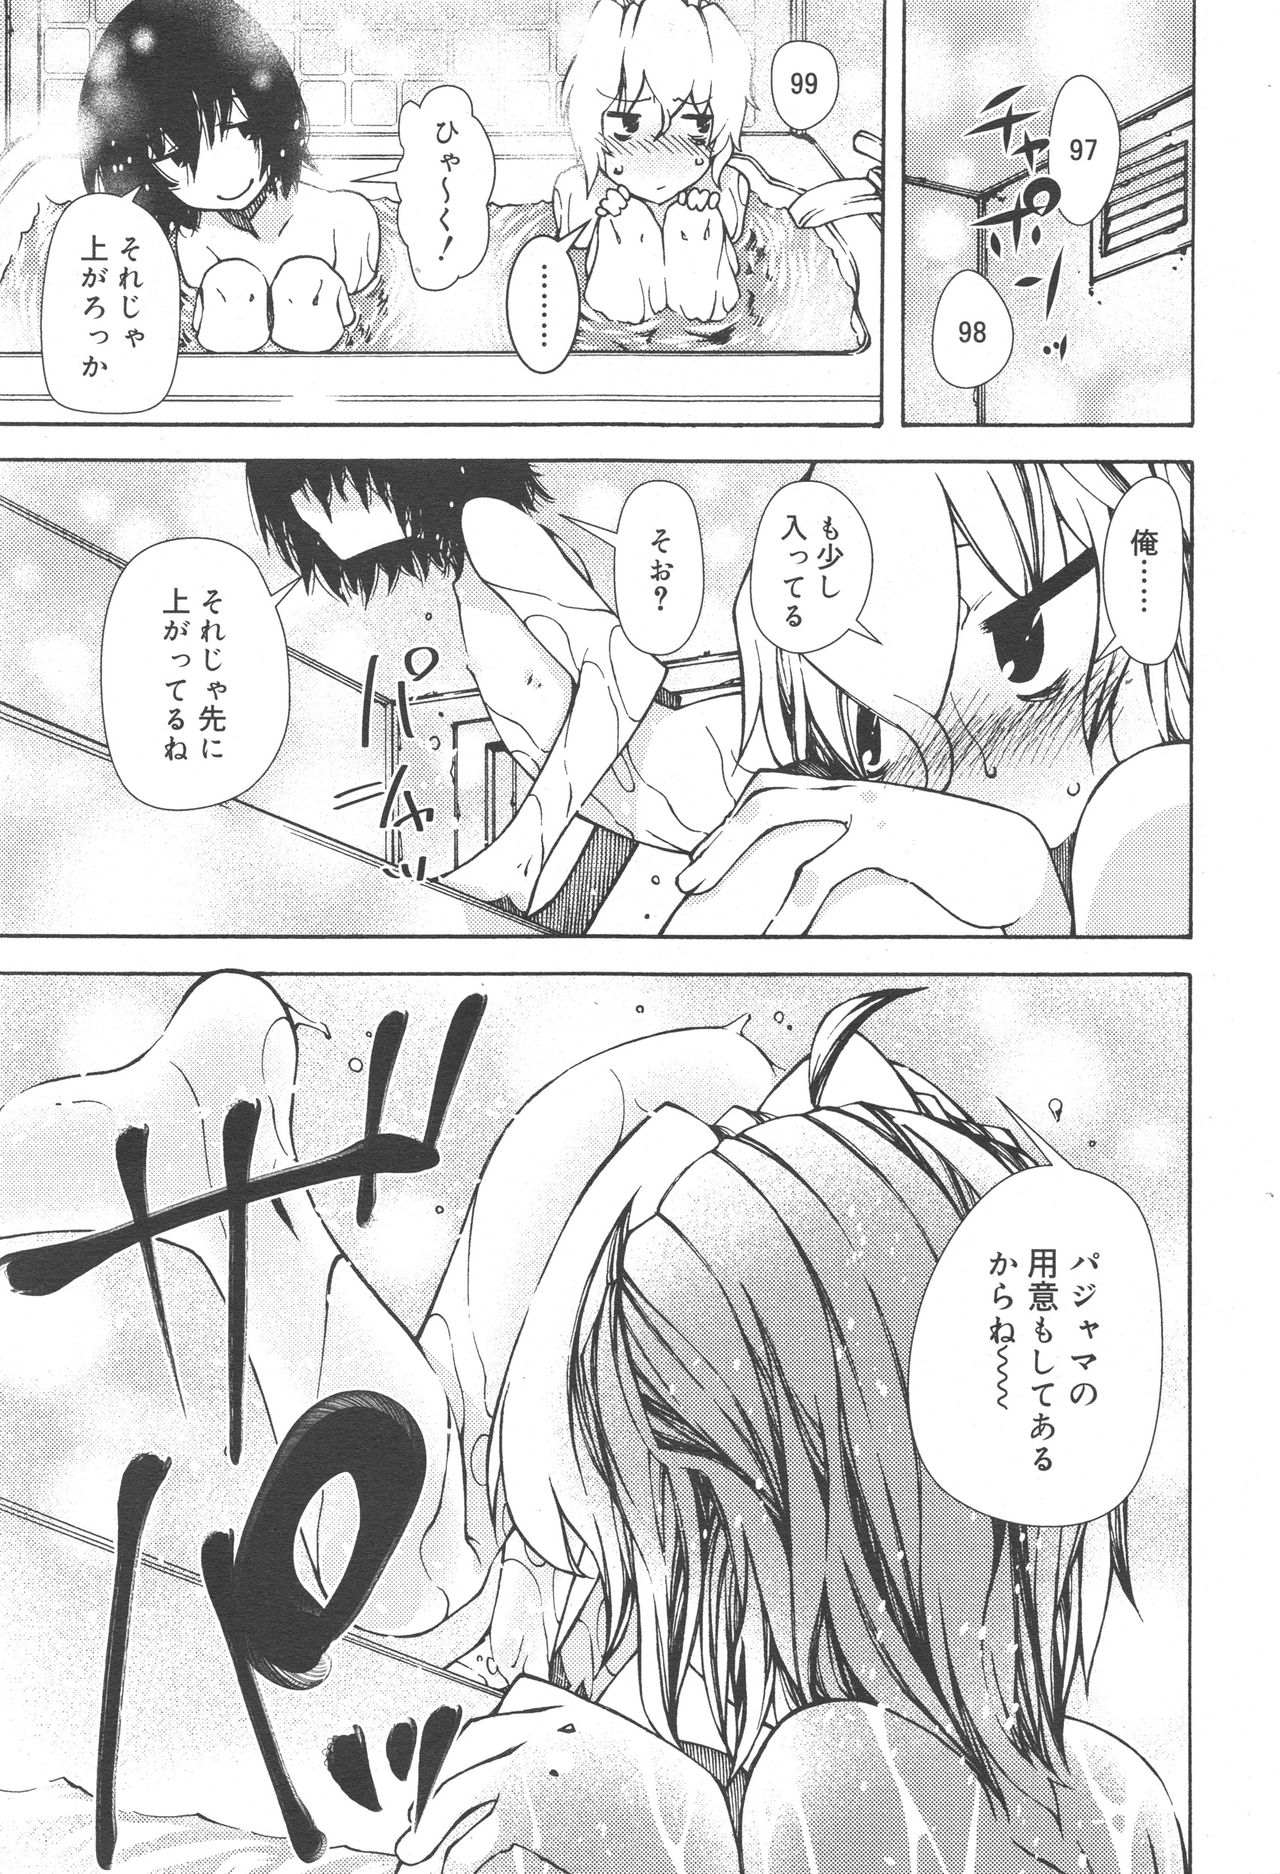 97
チャポン…
98
99
ひゃ～く！
………
それじゃ
上がろっか
俺……
も少し
入ってる
そお？
それじゃ先に
上がってるね
パシャ
パジャマの
用意もしてある
からね～～
ザバッ